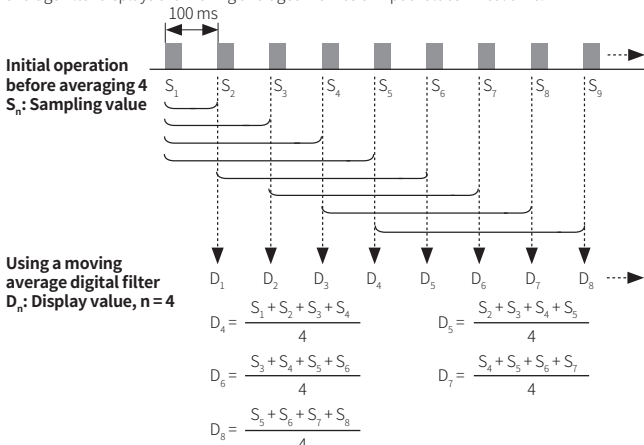 100 ms
Initial operation
before averaging 4
Sₙ: Sampling value
S₁ S₂ S₃ S₄ S₅ S₆ S₇ S₈ S₉
Using a moving
average digital filter
Dₙ: Display value, n = 4
D₁ D₂ D₃ D₄ D₅ D₆ D₇ D₈
D₄ = S₁ + S₂ + S₃ + S₄ / 4
D₅ = S₂ + S₃ + S₄ + S₅ / 4
D₆ = S₃ + S₄ + S₅ + S₆ / 4
D₇ = S₄ + S₅ + S₆ + S₇ / 4
D₈ = S₅ + S₆ + S₇ + S₈ / 4